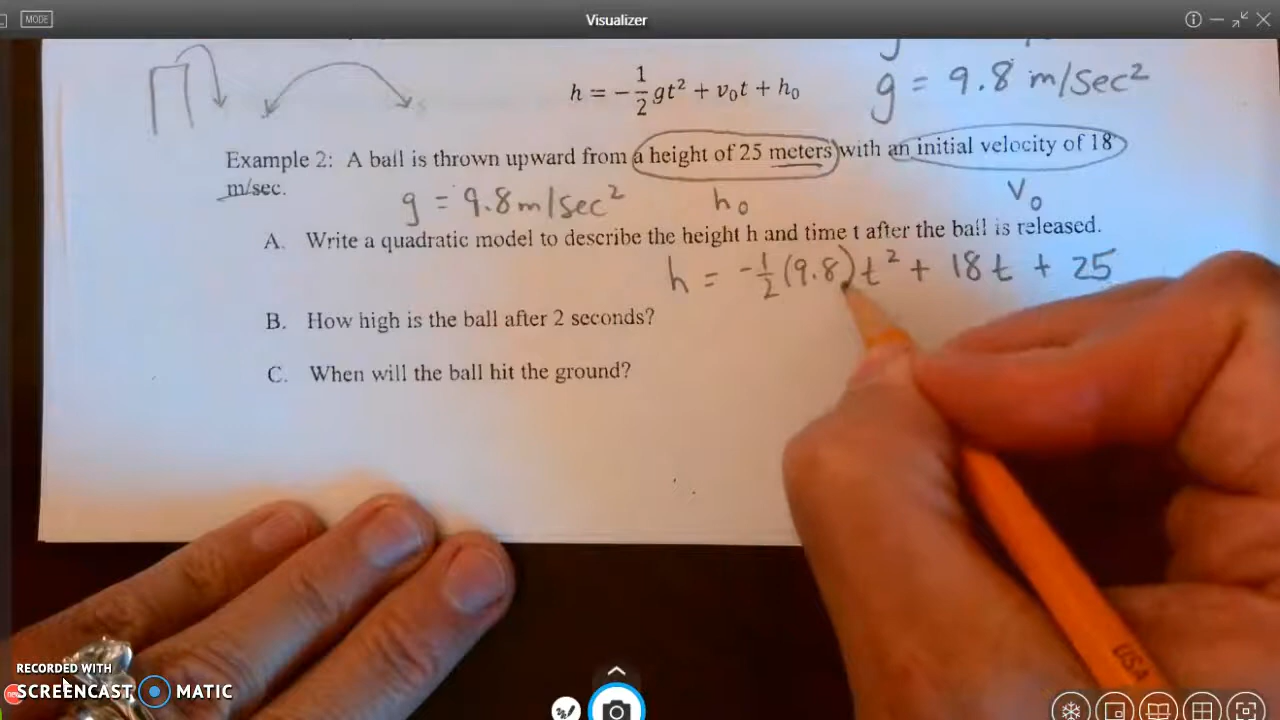 MODE
Visualizer
h = -1/2 gt² + v₀t + h₀
g = 9.8 m/sec²
Example 2: A ball is thrown upward from a height of 25 meters with an initial velocity of 18
m/sec.
g = 9.8 m/sec² h₀ V₀
A. Write a quadratic model to describe the height h and time t after the ball is released.
h = -1/2 (9.8)t² + 18t + 25
B. How high is the ball after 2 seconds?
C. When will the ball hit the ground?
USA
RECORDED WITH
SCREENCAST MATIC